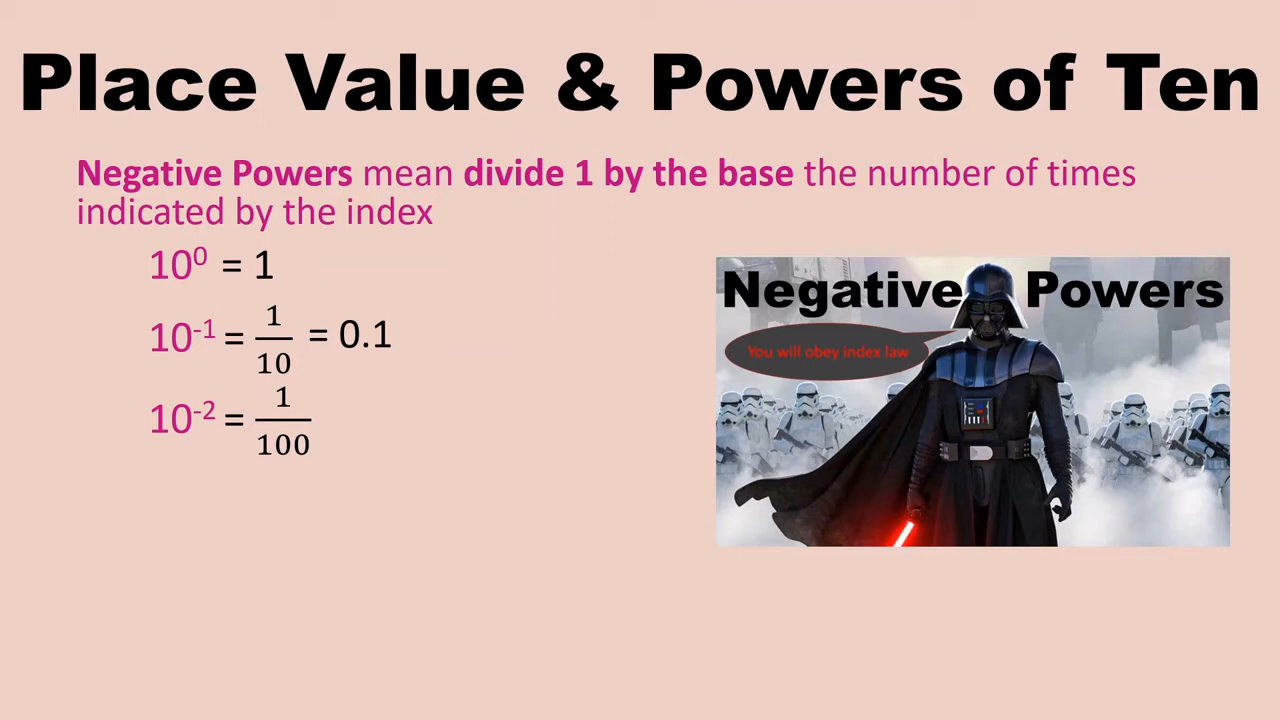 Place Value & Powers of Ten
Negative Powers mean divide 1 by the base the number of times
indicated by the index
10⁰ = 1
10⁻¹ = 1/10 = 0.1
10⁻² = 1/100
Negative Powers
You will obey index law